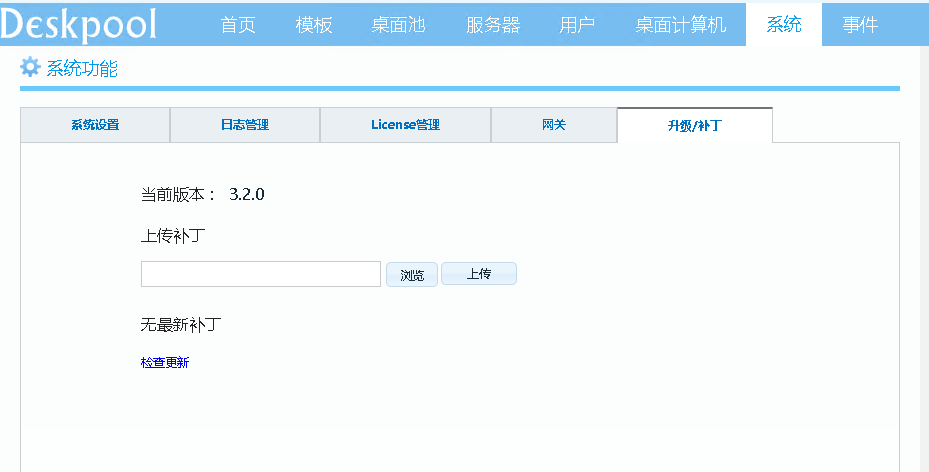 Deskpool 首页 模板 桌面池 服务器 用户 桌面计算机 系统 事件
系统功能
系统设置 日志管理 License管理 网关 升级/补丁
当前版本： 3.2.0
上传补丁
浏览 上传
无最新补丁
检查更新